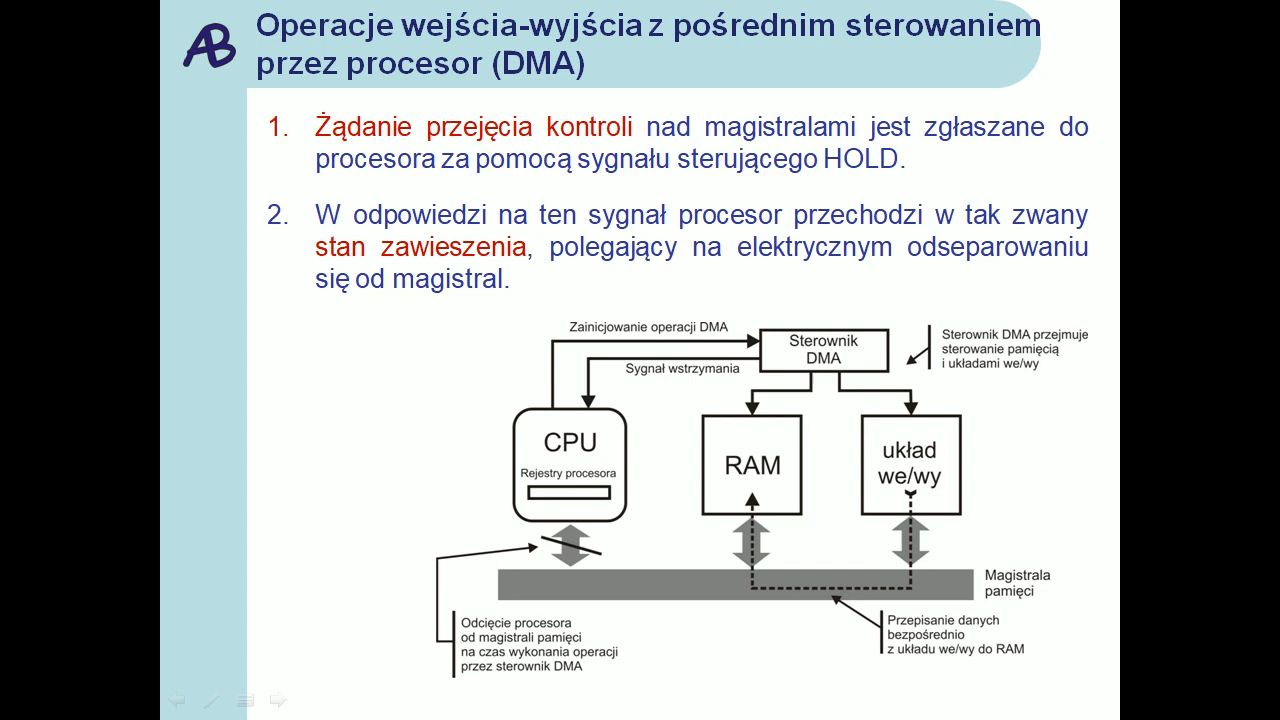 AB
Operacje wejścia-wyjścia z pośrednim sterowaniem
przez procesor (DMA)
1. Żądanie przejęcia kontroli nad magistralami jest zgłaszane do
procesora za pomocą sygnału sterującego HOLD.
2. W odpowiedzi na ten sygnał procesor przechodzi w tak zwany
stan zawieszenia, polegający na elektrycznym odseparowaniu
się od magistral.
Zainicjowanie operacji DMA
Sygnał wstrzymania
Sterownik
DMA
Sterownik DMA przejmuje
sterowanie pamięcią
i układami we/wy
CPU
Rejestry procesora
RAM
układ
we/wy
Magistrala
pamięci
Odcięcie procesora
od magistrali pamięci
na czas wykonania operacji
przez sterownik DMA
Przepisanie danych
bezpośrednio
z układu we/wy do RAM